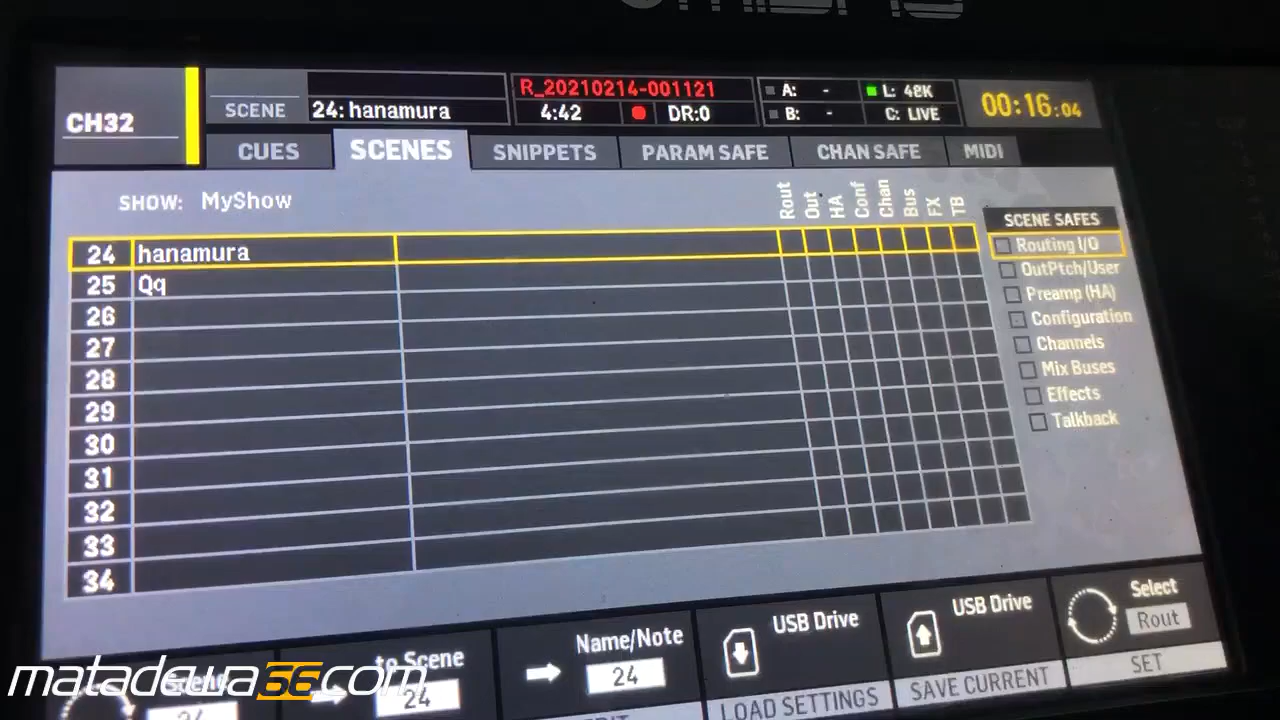 CH32
SCENE
24: hanamura
R_20210214-001121
4:42
DR:0
A: -
B: -
L: 48K
C: LIVE
00:16:04
CUES
SCENES
SNIPPETS
PARAM SAFE
CHAN SAFE
MIDI
SHOW: MyShow
Rout
Out
HA
Conf
Chan
Bus
FX
TB
24 hanamura
25 Qq
26
27
28
29
30
31
32
33
34
SCENE SAFES
Routing I/O
OutPtch/User
Preamp (HA)
Configuration
Channels
Mix Buses
Effects
Talkback
to Scene
24
Name/Note
24
USB Drive
LOAD SETTINGS
USB Drive
SAVE CURRENT
Select
Rout
SET
Scene
24
matadewa36.com